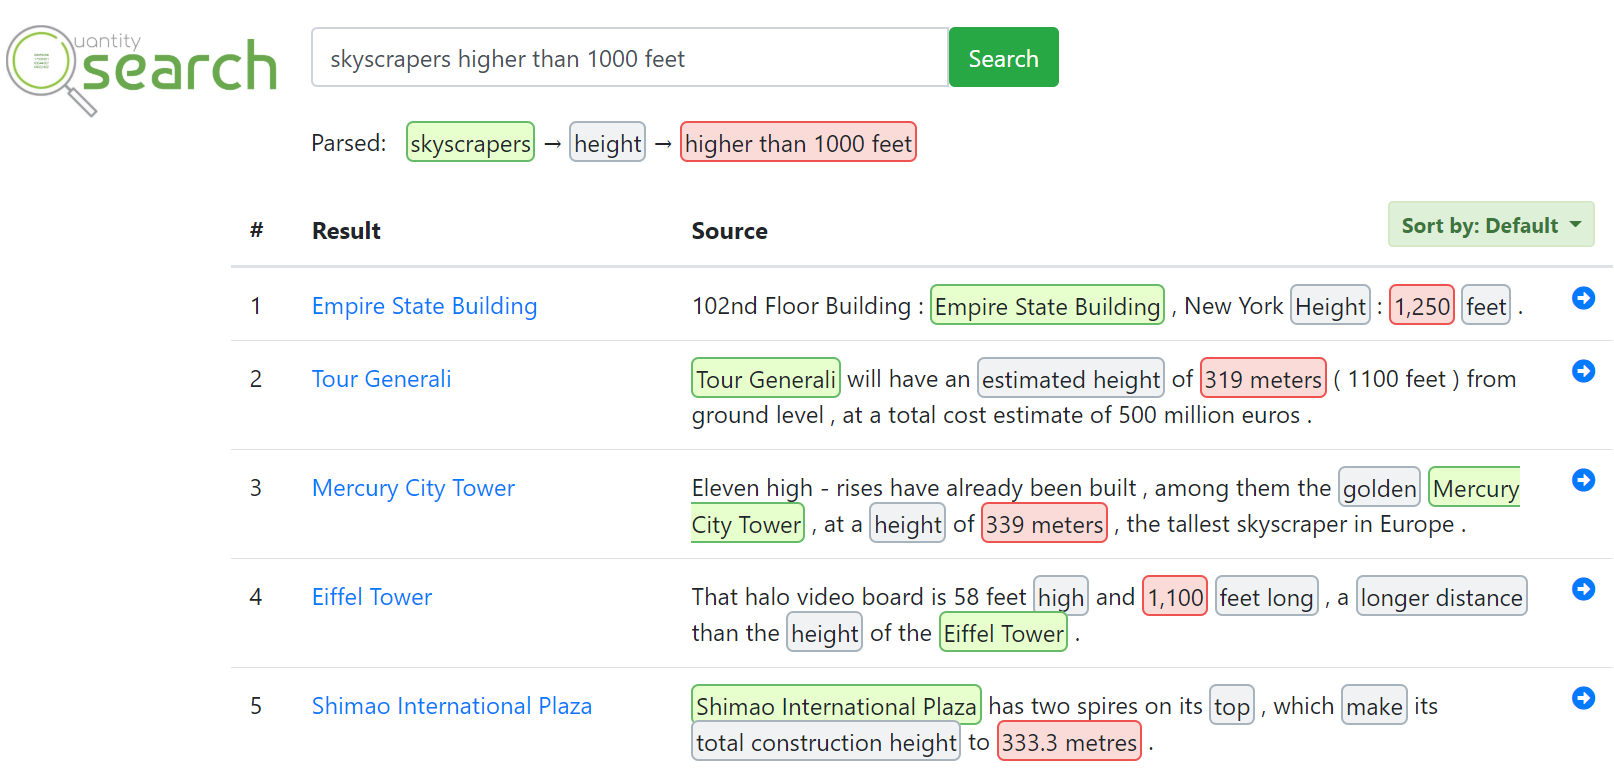 uantity
search
skyscrapers higher than 1000 feet
Search
Parsed: skyscrapers → height → higher than 1000 feet
# Result Source Sort by: Default
1 Empire State Building 102nd Floor Building : Empire State Building , New York Height : 1,250 feet .
2 Tour Generali Tour Generali will have an estimated height of 319 meters ( 1100 feet ) from
ground level , at a total cost estimate of 500 million euros .
3 Mercury City Tower Eleven high - rises have already been built , among them the golden Mercury
City Tower , at a height of 339 meters , the tallest skyscraper in Europe .
4 Eiffel Tower That halo video board is 58 feet high and 1,100 feet long , a longer distance
than the height of the Eiffel Tower .
5 Shimao International Plaza Shimao International Plaza has two spires on its top , which make its
total construction height to 333.3 metres .